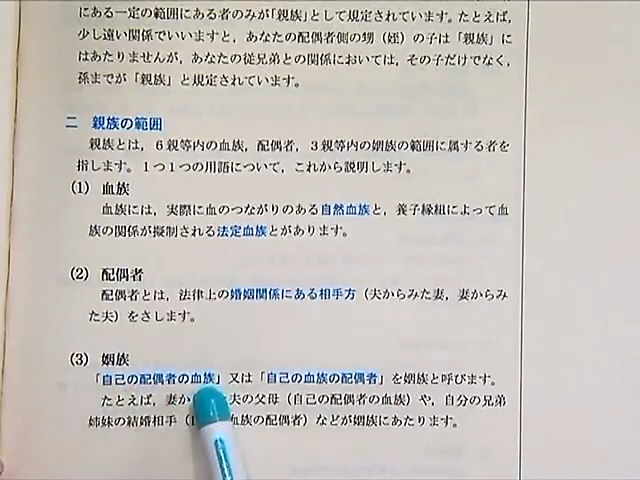 にある一定の範囲にある者のみが「親族」として規定されています。たとえば，
少し遠い関係でいいますと，あなたの配偶者側の甥（姪）の子は「親族」に
はあたりませんが，あなたの従兄弟との関係においては，その子だけでなく，
孫までが「親族」と規定されています。
二 親族の範囲
親族とは，６親等内の血族，配偶者，３親等内の姻族の範囲に属する者を
指します。１つ１つの用語について，これから説明します。
(1) 血族
血族には，実際に血のつながりのある自然血族と，養子縁組によって血
族の関係が擬制される法定血族とがあります。
(2) 配偶者
配偶者とは，法律上の婚姻関係にある相手方（夫からみた妻，妻からみ
た夫）をさします。
(3) 姻族
「自己の配偶者の血族」又は「自己の血族の配偶者」を姻族と呼びます。
たとえば，妻か 夫の父母（自己の配偶者の血族）や，自分の兄弟
姉妹の結婚相手（ 血族の配偶者）などが姻族にあたります。